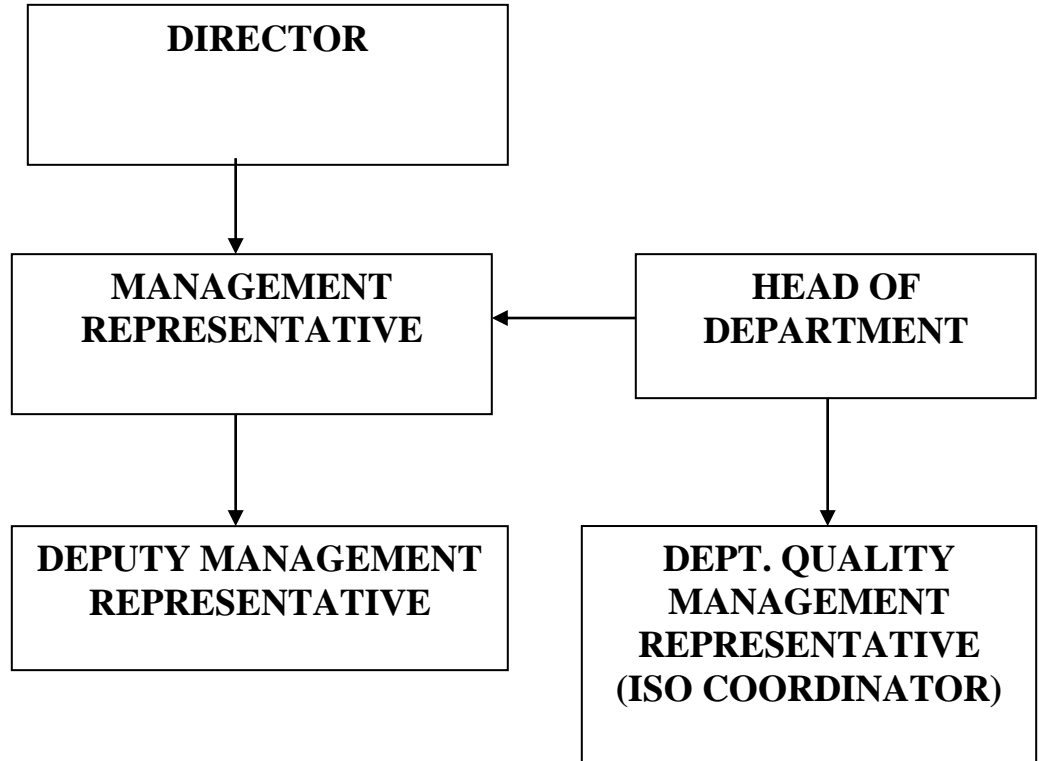 DIRECTOR
MANAGEMENT
REPRESENTATIVE
HEAD OF
DEPARTMENT
DEPUTY MANAGEMENT
REPRESENTATIVE
DEPT. QUALITY
MANAGEMENT
REPRESENTATIVE
(ISO COORDINATOR)